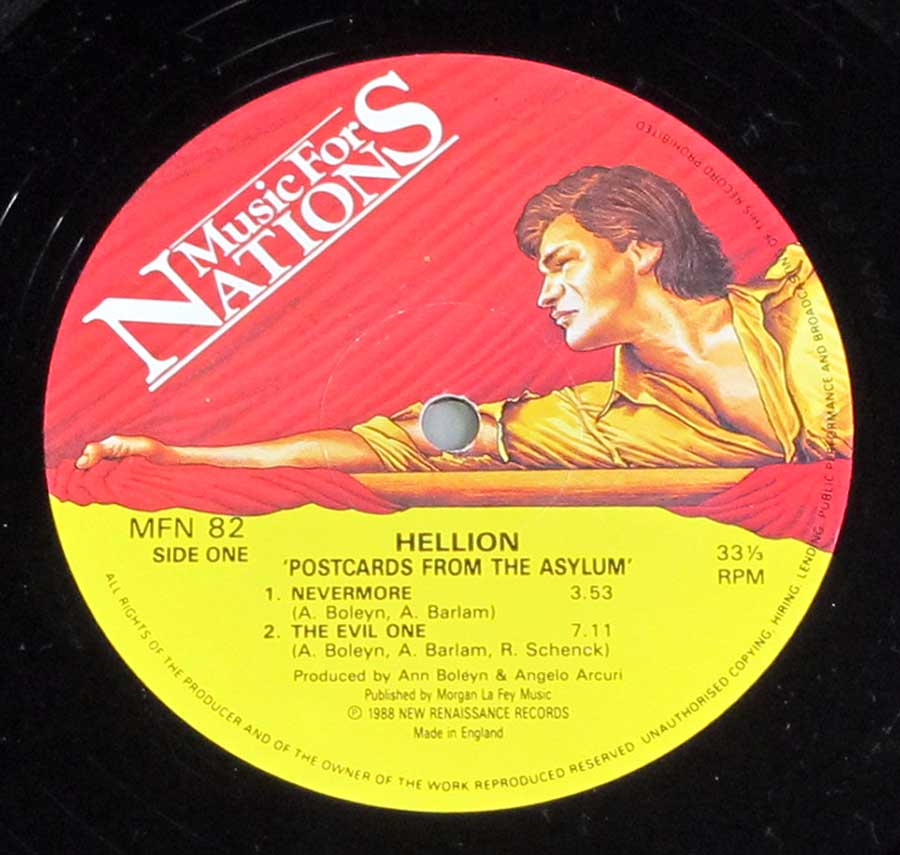 Music For
NATIONS
MFN 82
SIDE ONE
HELLION
'POSTCARDS FROM THE ASYLUM'
33⅓
RPM
1. NEVERMORE 3.53
(A. Boleyn, A. Barlam)
2. THE EVIL ONE 7.11
(A. Boleyn, A. Barlam, R. Schenck)
Produced by Ann Boleyn & Angelo Arcuri
Published by Morgan La Fey Music
℗ 1988 NEW RENAISSANCE RECORDS
Made in England
ALL RIGHTS OF THE PRODUCER AND OF THE OWNER OF THE WORK REPRODUCED RESERVED. UNAUTHORISED COPYING, HIRING, LENDING, PUBLIC PERFORMANCE AND BROADCASTING OF THIS RECORD PROHIBITED